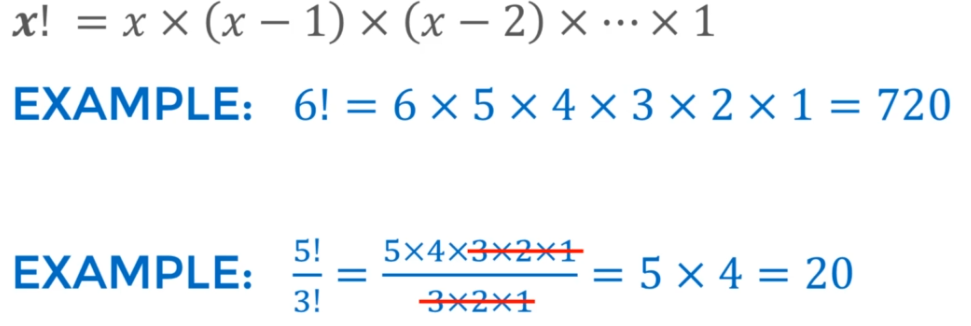 x! = x × (x − 1) × (x − 2) × ⋯ × 1
EXAMPLE: 6! = 6 × 5 × 4 × 3 × 2 × 1 = 720
EXAMPLE: 5!/3! = 5×4×3×2×1/3×2×1 = 5 × 4 = 20